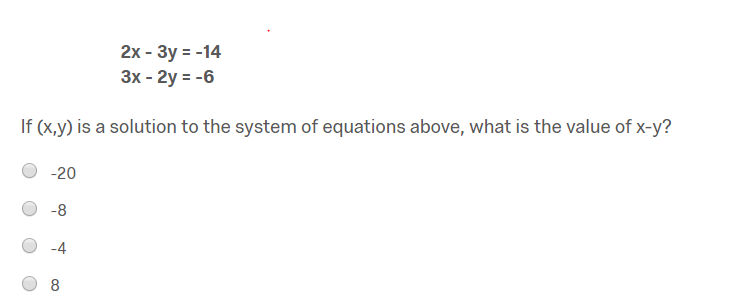 2x - 3y = -14
3x - 2y = -6
If (x,y) is a solution to the system of equations above, what is the value of x-y?
-20
-8
-4
8